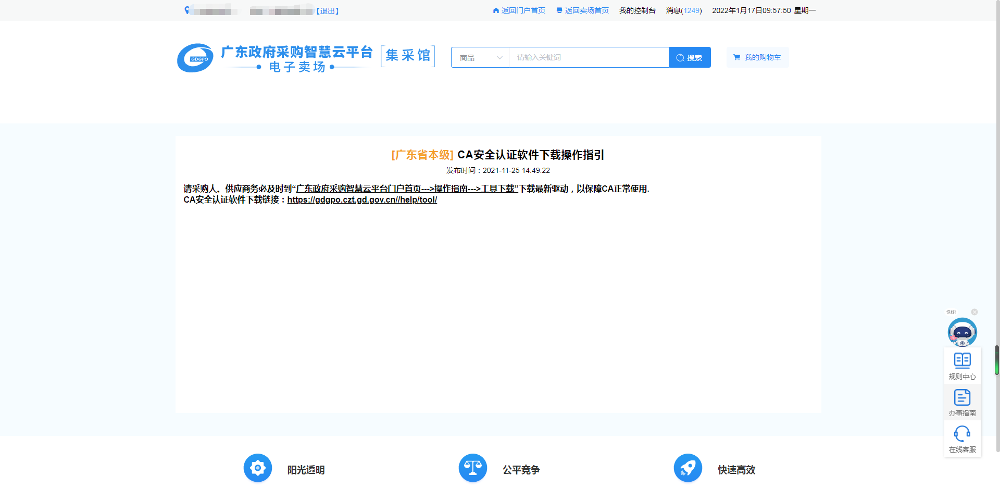 【退出】
返回门户首页 返回卖场首页 我的控制台 消息(1249) 2022年1月17日09:57:50 星期一
GDGPO
广东政府采购智慧云平台
电子卖场
集采馆
商品 请输入关键词 搜索 我的购物车
[广东省本级] CA安全认证软件下载操作指引
发布时间：2021-11-25 14:49:22
请采购人、供应商务必及时到“广东政府采购智慧云平台门户首页--->操作指南--->工具下载”下载最新驱动，以保障CA正常使用.
CA安全认证软件下载链接：https://gdgpo.czt.gd.gov.cn//help/tool/
你好!
规则中心
办事指南
在线客服
阳光透明 公平竞争 快速高效